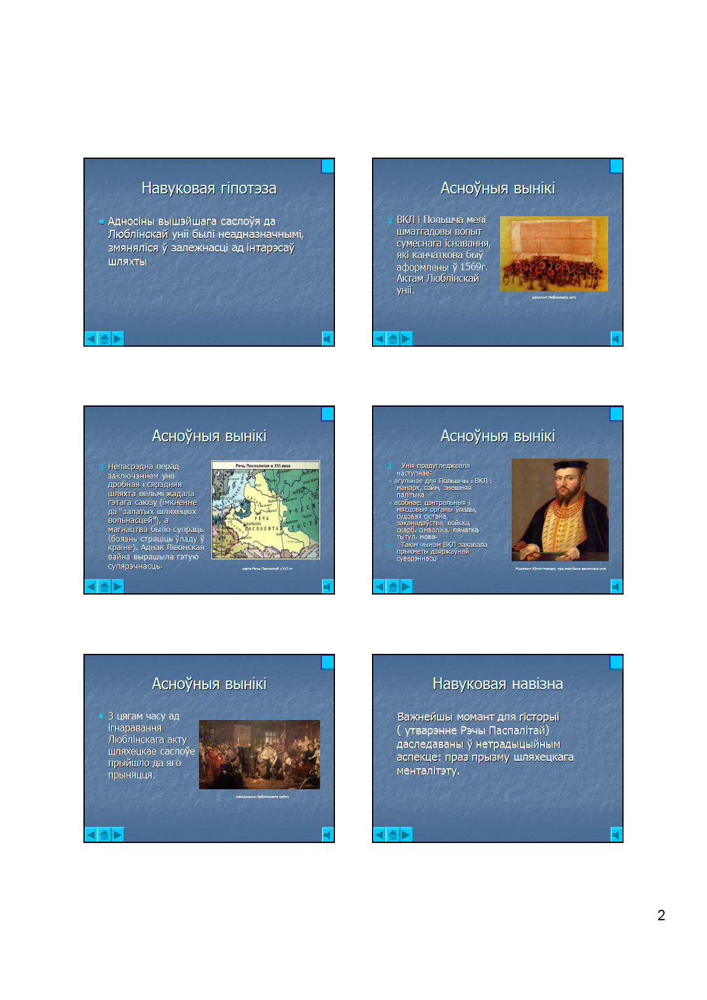 Навуковая гіпотэза
Адносіны вышэйшага саслоўя да
Люблінскай уніі былі неадназначнымі,
змяняліся ў залежнасці ад інтарэсаў
шляхты
Асноўныя вынікі
ВКЛ і Польшча мелі
шматгадовы вопыт
сумеснага існавання,
які канчаткова быў
аформлены ў 1569г.
Актам Люблінскай
уніі.
дакумент Люблінскага акту
Асноўныя вынікі
Непасрэдна перад
заключэннем уніі
дробная і сярэдняя
шляхта вельмі жадала
гэтага саюзу (імкненне
да "залатых шляхецкіх
вольнасцей"), а
магнацтва было супраць
(боязнь страціць ўладу ў
краіне). Аднак Лівонская
вайна вырашыла гэтую
супярэчнасць.
Речь Посполитая в XVI веке
РЕЧЬ
ВАРШАВА
ПОСПОЛИТАЯ
карта Рэчы Паспалітай у XVI ст
Асноўныя вынікі
Унія прадугледжвала
наступнае:
- агульнае для Польшчы і ВКЛ :
манарх, сойм, знешняя
палітыка
- асобнае: цэнтральныя і
мясцовыя органы ўлады,
судовая сістэма,
заканадаўства, войска,
скарб, сімволіка, пячатка,
тытул, мова.
Такім чынам ВКЛ захавала
прыкметы дзяржаўнай
суверэннасці
Жыгімонт Аўгуст-манарх, пры якім была заключана унія
Асноўныя вынікі
З цягам часу ад
ігнаравання
Люблінскага акту
шляхецкае саслоўе
прыйшло да яго
прыняцця.
пасяджэнне Люблінскага сойму
Навуковая навізна
Важнейшы момант для гісторыі
( утварэнне Рэчы Паспалітай)
даследаваны ў нетрадыцыйным
аспекце: праз прызму шляхецкага
менталітэту.
2